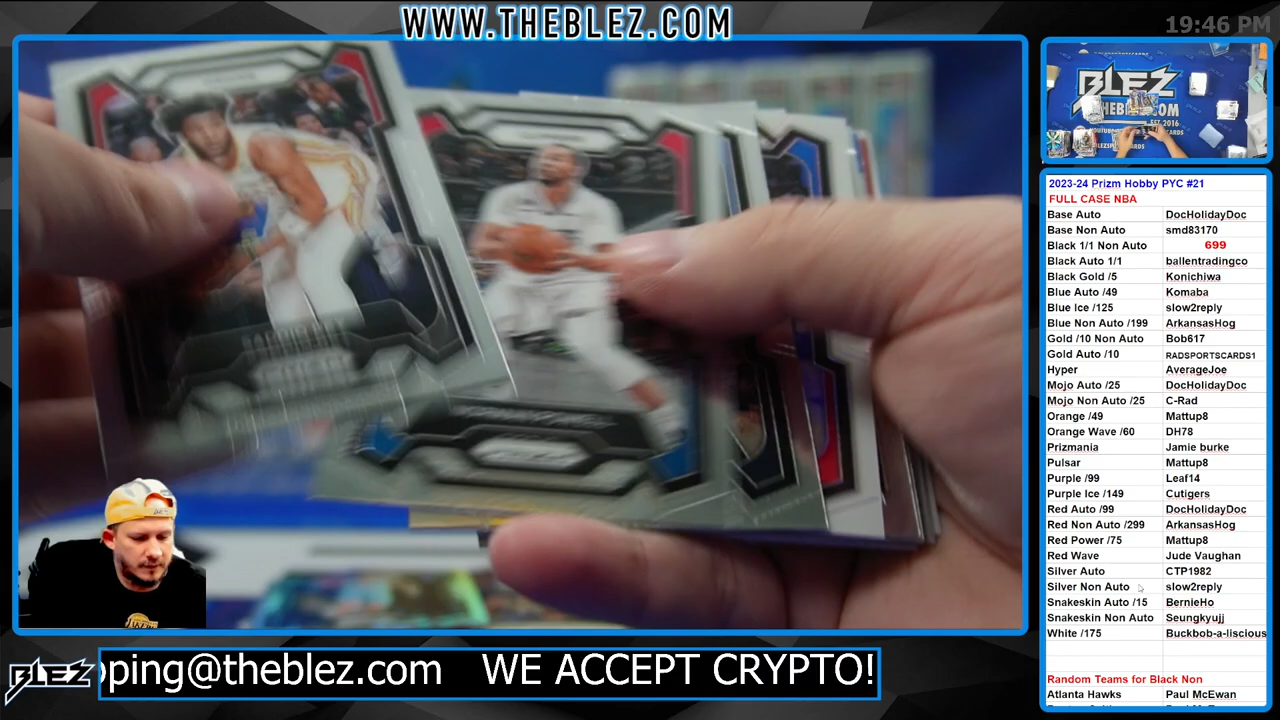 WWW.THEBLEZ.COM
19:46 PM
BLEZ
THEBLEZ.COM
EST. 2016
2023-24 Prizm Hobby PYC #21
FULL CASE NBA
Base Auto DocHolidayDoc
Base Non Auto smd83170
Black 1/1 Non Auto 699
Black Auto 1/1 ballentradingco
Black Gold /5 Konichiwa
Blue Auto /49 Komaba
Blue Ice /125 slow2reply
Blue Non Auto /199 ArkansasHog
Gold /10 Non Auto Bob617
Gold Auto /10 RADSPORTSCARDS1
Hyper AverageJoe
Mojo Auto /25 DocHolidayDoc
Mojo Non Auto /25 C-Rad
Orange /49 Mattup8
Orange Wave /60 DH78
Prizmania Jamie burke
Pulsar Mattup8
Purple /99 Leaf14
Purple Ice /149 Cutigers
Red Auto /99 DocHolidayDoc
Red Non Auto /299 ArkansasHog
Red Power /75 Mattup8
Red Wave Jude Vaughan
Silver Auto CTP1982
Silver Non Auto slow2reply
Snakeskin Auto /15 BernieHo
Snakeskin Non Auto Seungkyujj
White /175 Buckbob-a-liscious
Random Teams for Black Non
Atlanta Hawks Paul McEwan
BLEZ
pping@theblez.com WE ACCEPT CRYPTO!